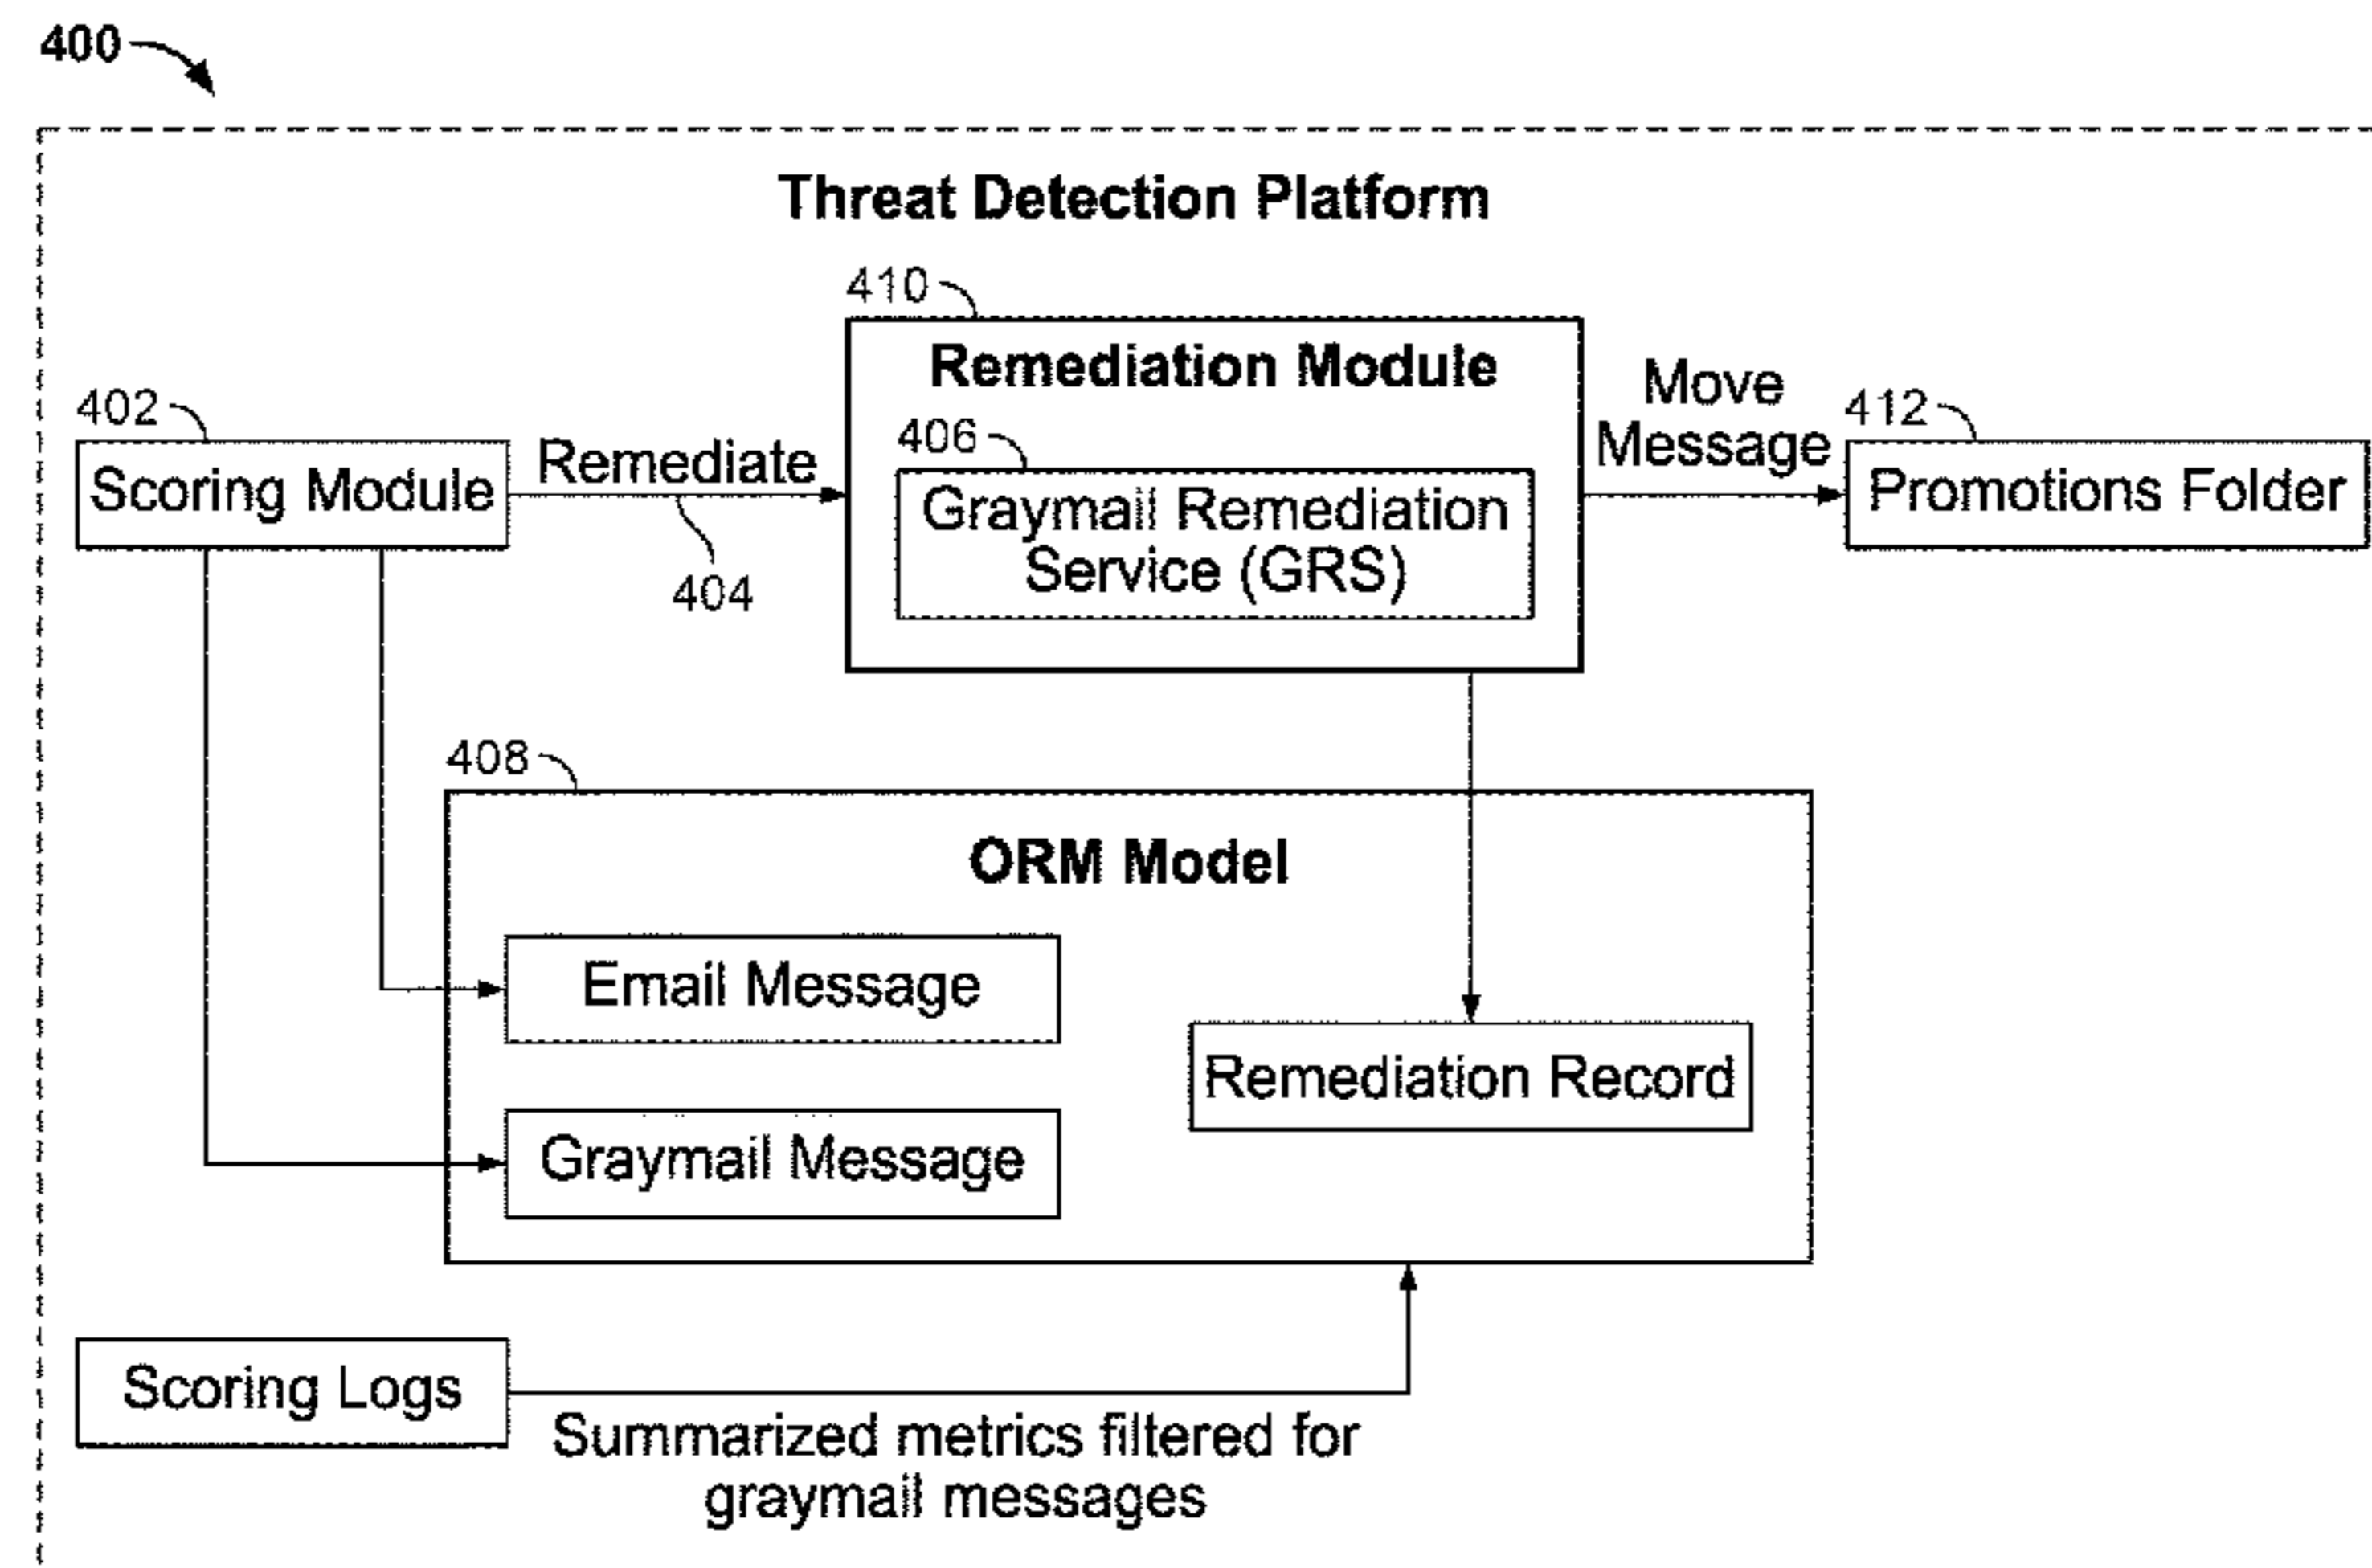 400
Threat Detection Platform
410
Remediation Module
Move
Message
402
406
412
Scoring Module
Remediate
Graymail Remediation
Service (GRS)
Promotions Folder
404
408
ORM Model
Email Message
Remediation Record
Graymail Message
Scoring Logs
Summarized metrics filtered for
graymail messages